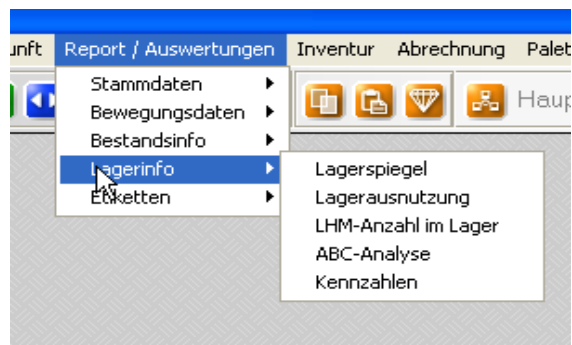 unft Report / Auswertungen Inventur Abrechnung Palet
Stammdaten
Bewegungsdaten
Bestandsinfo
Lagerinfo
Etiketten
Haup
Lagerspiegel
Lagerausnutzung
LHM-Anzahl im Lager
ABC-Analyse
Kennzahlen